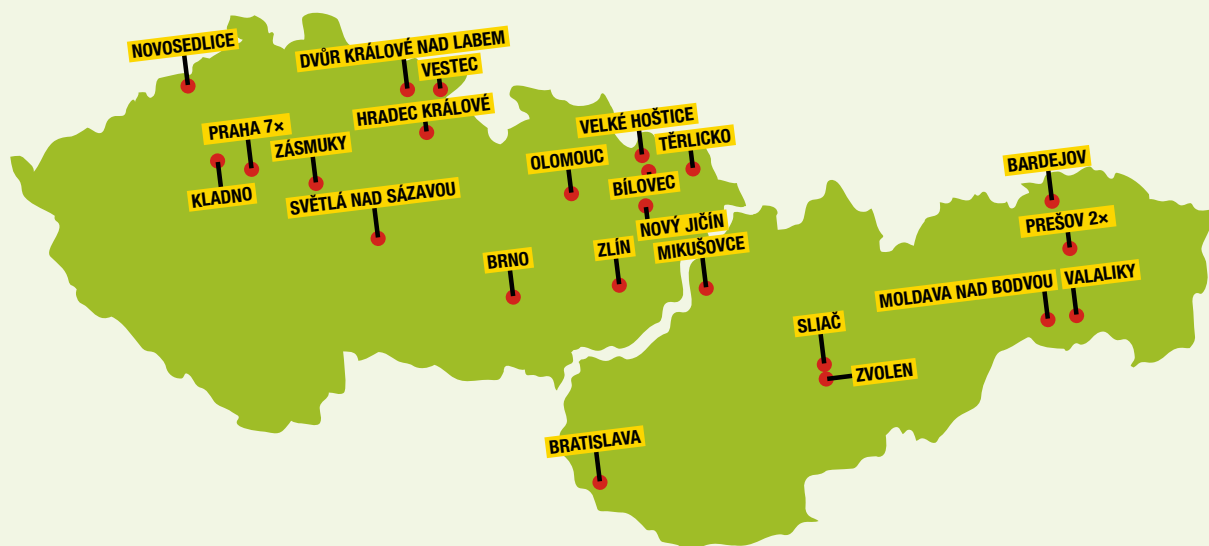 NOVOSEDLICE
DVŮR KRÁLOVÉ NAD LABEM
VESTEC
HRADEC KRÁLOVÉ
PRAHA 7×
ZÁSMUKY
KLADNO
SVĚTLÁ NAD SÁZAVOU
VELKÉ HOŠTICE
TĚRLICKO
OLOMOUC
BÍLOVEC
NOVÝ JIČÍN
BRNO
ZLÍN
MIKUŠOVCE
BARDEJOV
PREŠOV 2×
MOLDAVA NAD BODVOU
VALALIKY
SLIAČ
ZVOLEN
BRATISLAVA